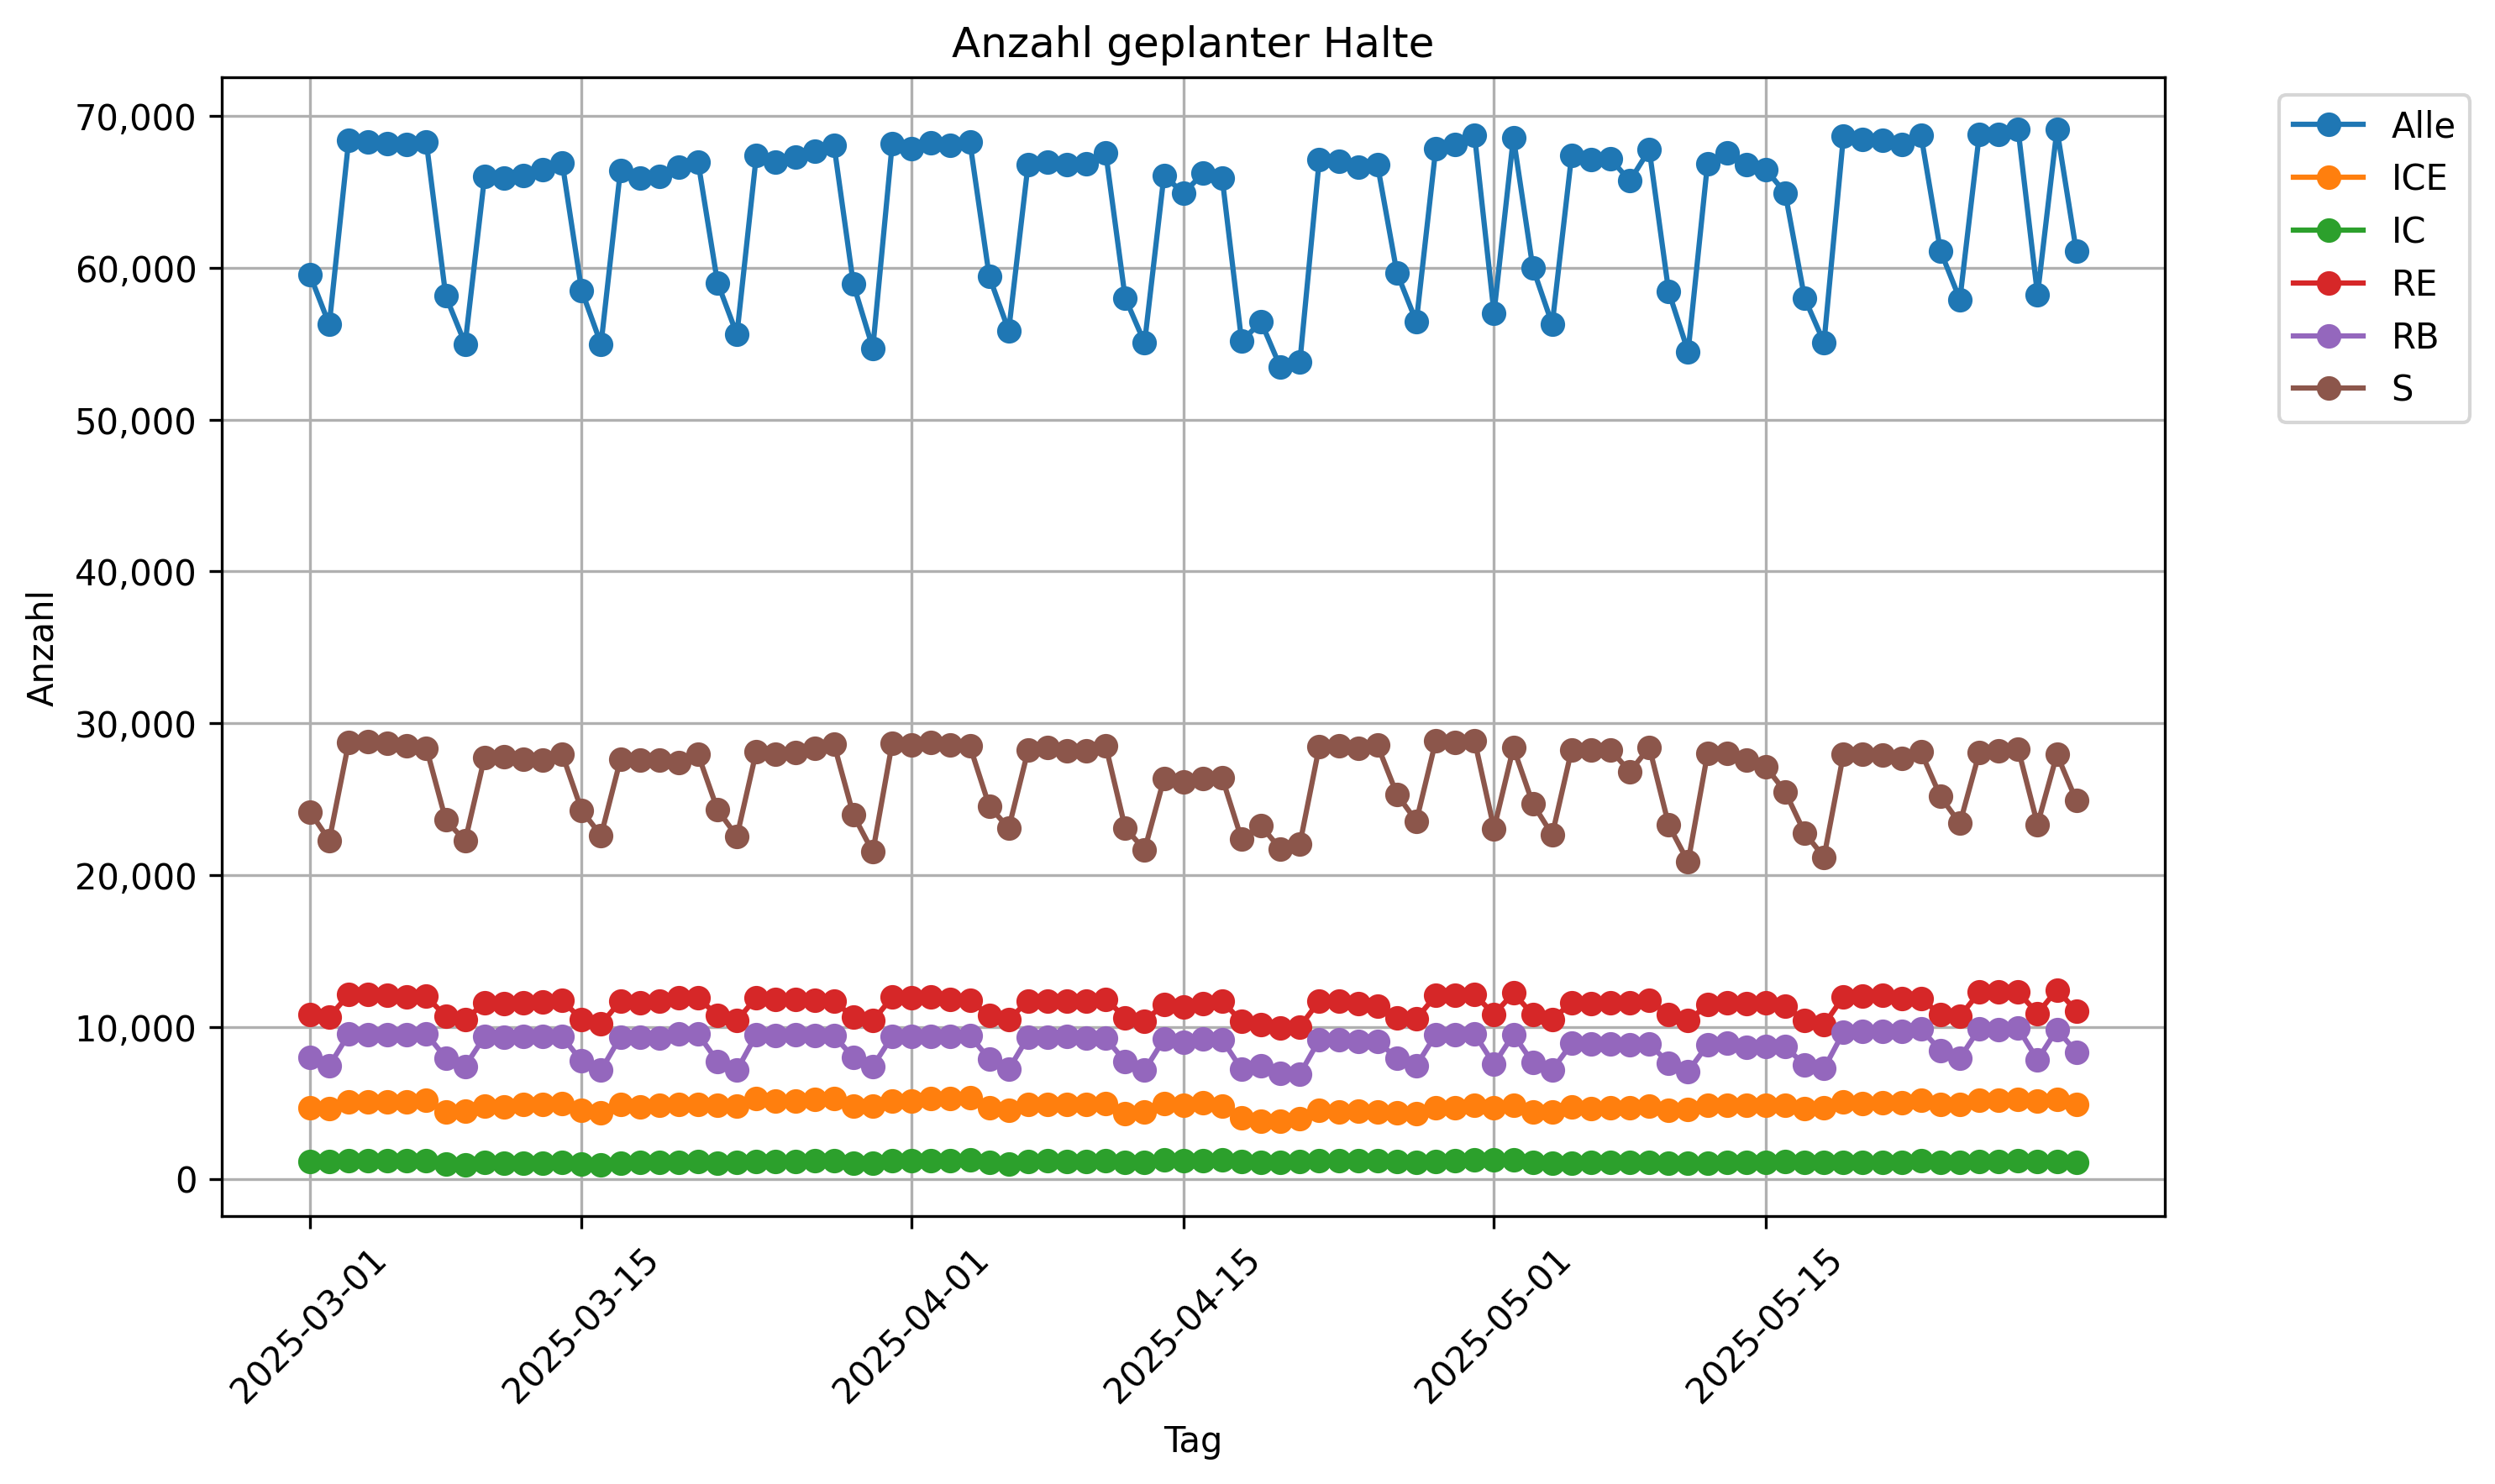 Anzahl geplanter Halte
70,000
60,000
50,000
40,000
30,000
20,000
10,000
0
Anzahl
2025-03-01
2025-03-15
2025-04-01
2025-04-15
2025-05-01
2025-05-15
Tag
Alle
ICE
IC
RE
RB
S